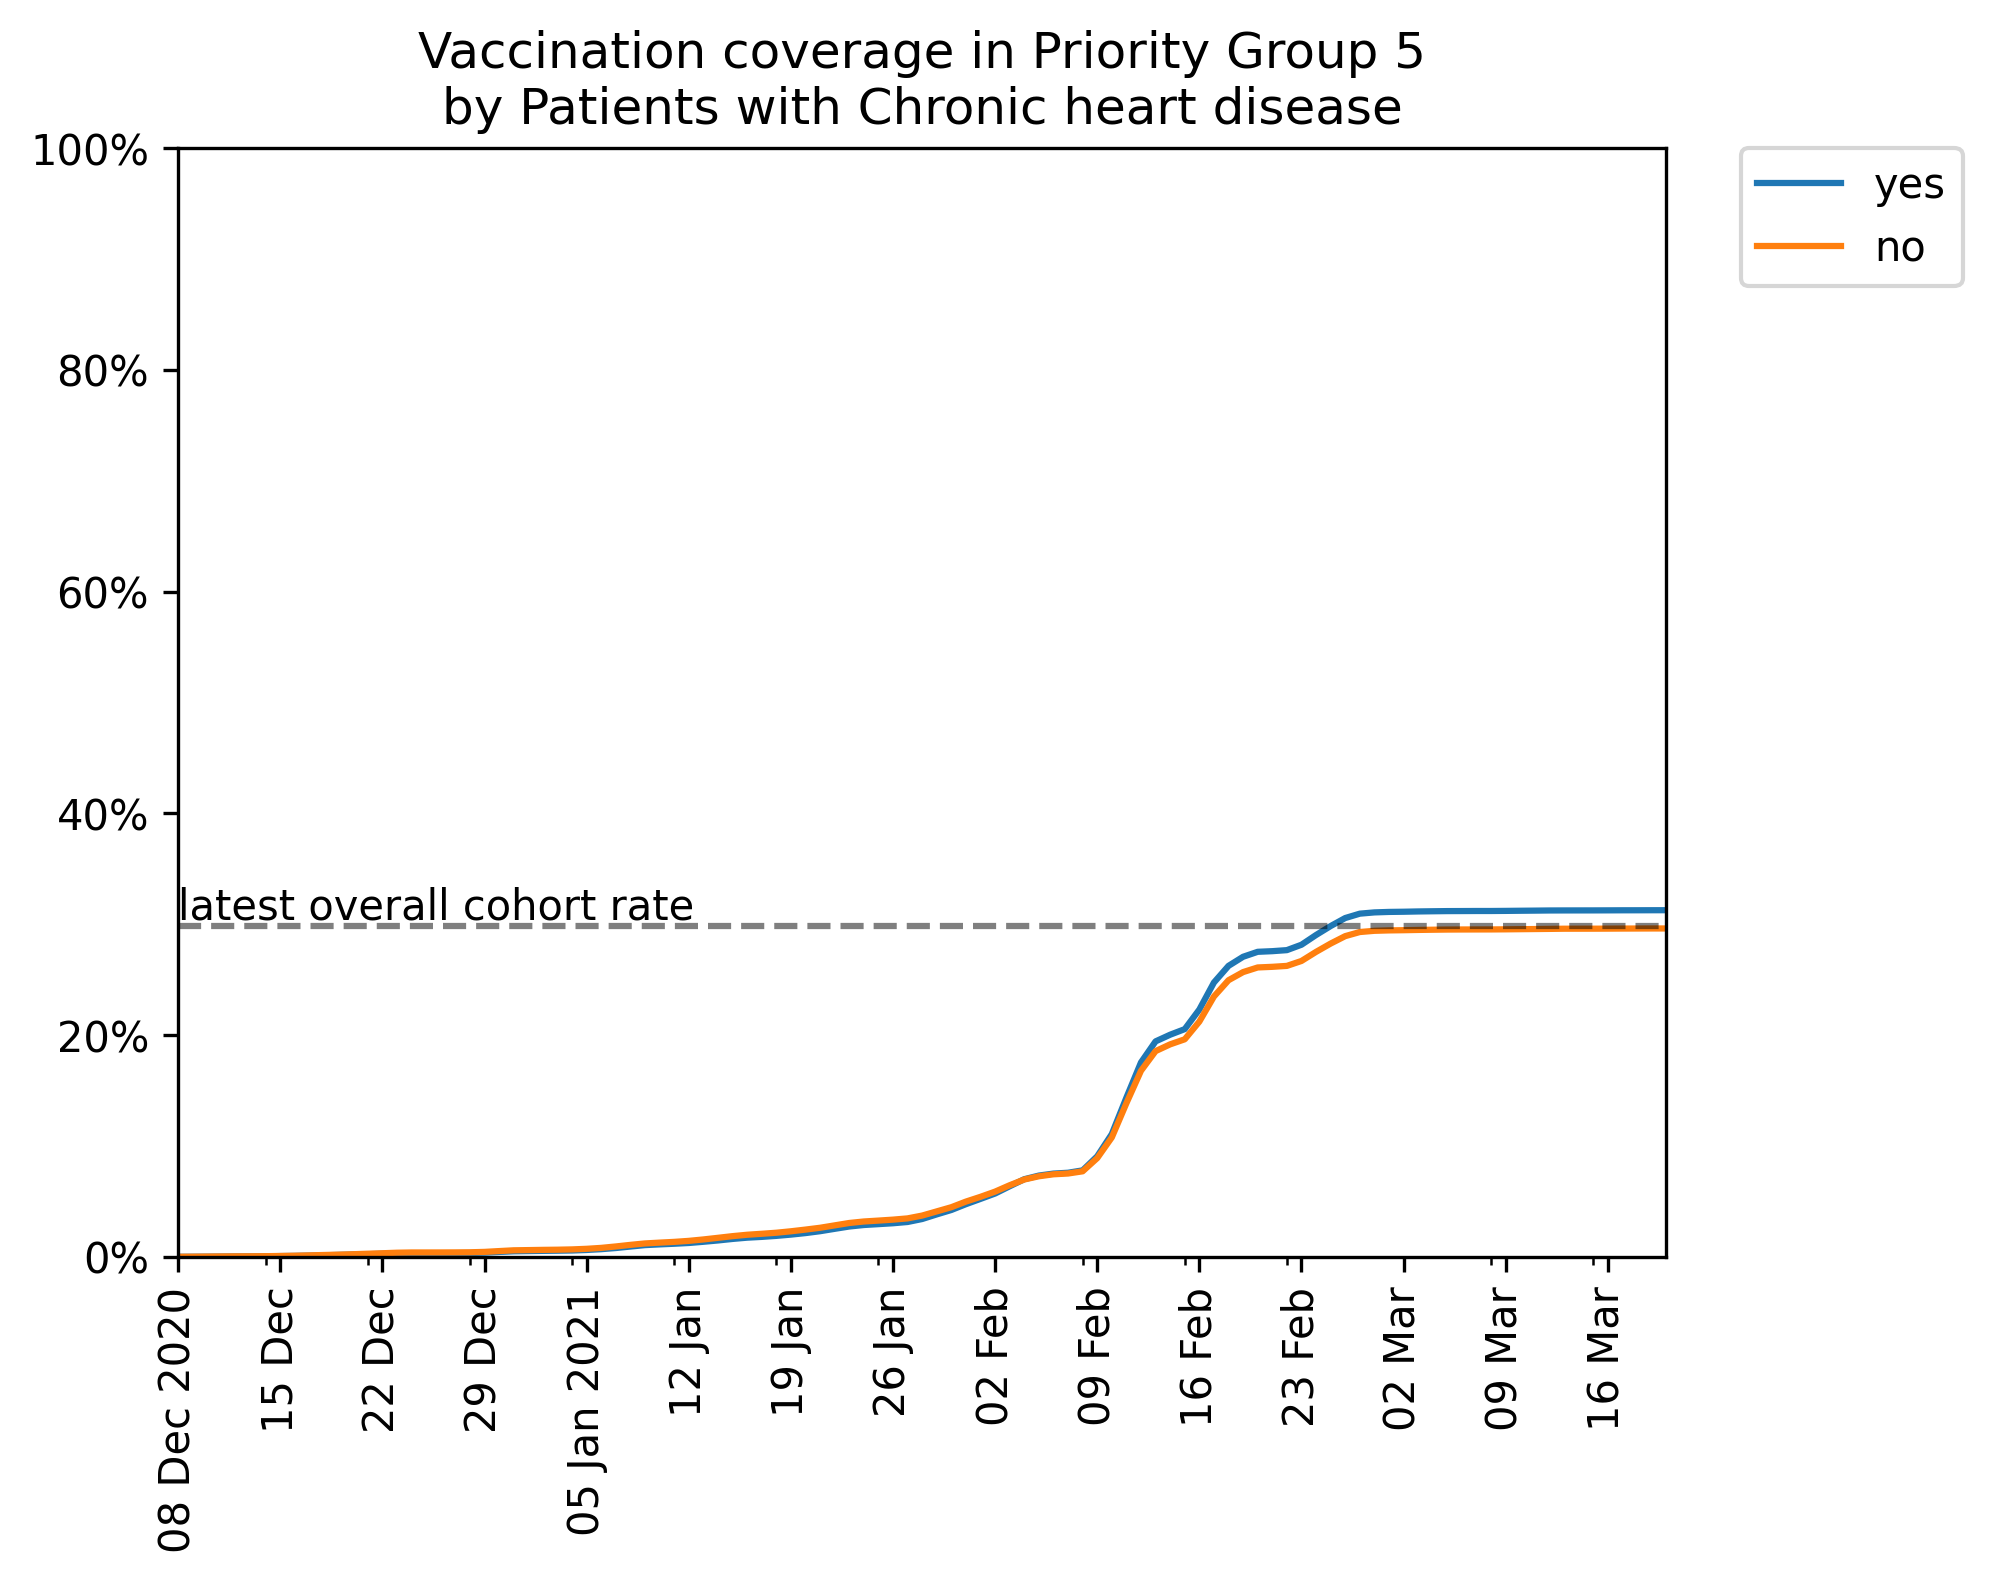 Vaccination coverage in Priority Group 5
by Patients with Chronic heart disease
100%
80%
60%
40%
20%
0%
latest overall cohort rate
yes
no
08 Dec 2020
15 Dec
22 Dec
29 Dec
05 Jan 2021
12 Jan
19 Jan
26 Jan
02 Feb
09 Feb
16 Feb
23 Feb
02 Mar
09 Mar
16 Mar